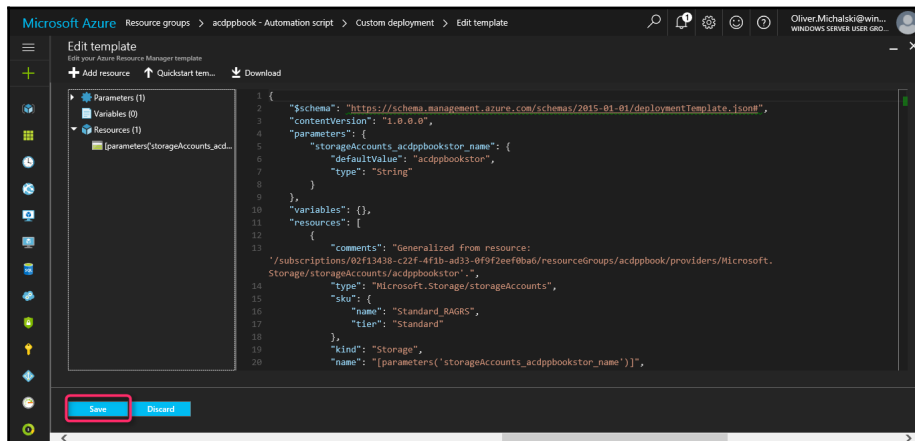 Microsoft Azure Resource groups > acdppbook - Automation script > Custom deployment > Edit template
Oliver.Michalski@win...
WINDOWS SERVER USER GRO...
Edit template
Edit your Azure Resource Manager template
Add resource Quickstart tem... Download
Parameters (1)
Variables (0)
Resources (1)
[parameters('storageAccounts_acd...
1 {
2 "$schema": "https://schema.management.azure.com/schemas/2015-01-01/deploymentTemplate.json#",
3 "contentVersion": "1.0.0.0",
4 "parameters": {
5 "storageAccounts_acdppbookstor_name": {
6 "defaultValue": "acdppbookstor",
7 "type": "String"
8 }
9 },
10 "variables": {},
11 "resources": [
12 {
13 "comments": "Generalized from resource:
'/subscriptions/02f13438-c22f-4f1b-ad33-0f9f2eef0ba6/resourceGroups/acdppbook/providers/Microsoft.
Storage/storageAccounts/acdppbookstor'.",
14 "type": "Microsoft.Storage/storageAccounts",
15 "sku": {
16 "name": "Standard_RAGRS",
17 "tier": "Standard"
18 },
19 "kind": "Storage",
20 "name": "[parameters('storageAccounts_acdppbookstor_name')]",
Save Discard